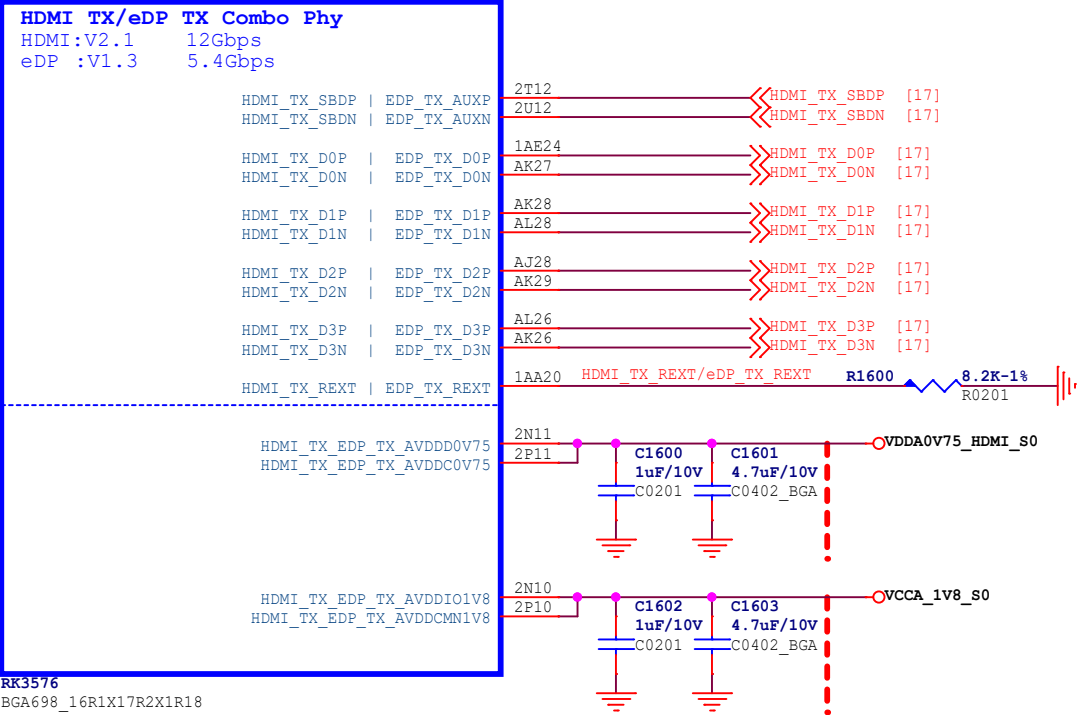 HDMI TX/eDP TX Combo Phy
HDMI:V2.1 12Gbps
eDP :V1.3 5.4Gbps
HDMI_TX_SBDP | EDP_TX_AUXP 2T12 HDMI_TX_SBDP [17]
HDMI_TX_SBDN | EDP_TX_AUXN 2U12 HDMI_TX_SBDN [17]
HDMI_TX_D0P | EDP_TX_D0P 1AE24 HDMI_TX_D0P [17]
HDMI_TX_D0N | EDP_TX_D0N AK27 HDMI_TX_D0N [17]
HDMI_TX_D1P | EDP_TX_D1P AK28 HDMI_TX_D1P [17]
HDMI_TX_D1N | EDP_TX_D1N AL28 HDMI_TX_D1N [17]
HDMI_TX_D2P | EDP_TX_D2P AJ28 HDMI_TX_D2P [17]
HDMI_TX_D2N | EDP_TX_D2N AK29 HDMI_TX_D2N [17]
HDMI_TX_D3P | EDP_TX_D3P AL26 HDMI_TX_D3P [17]
HDMI_TX_D3N | EDP_TX_D3N AK26 HDMI_TX_D3N [17]
HDMI_TX_REXT | EDP_TX_REXT 1AA20 HDMI_TX_REXT/eDP_TX_REXT R1600 8.2K-1%
R0201
HDMI_TX_EDP_TX_AVDDD0V75 2N11 VDDA0V75_HDMI_S0
HDMI_TX_EDP_TX_AVDDC0V75 2P11 C1600 C1601
1uF/10V 4.7uF/10V
C0201 C0402_BGA
HDMI_TX_EDP_TX_AVDDIO1V8 2N10 VCCA_1V8_S0
HDMI_TX_EDP_TX_AVDDCMN1V8 2P10 C1602 C1603
1uF/10V 4.7uF/10V
C0201 C0402_BGA
RK3576
BGA698_16R1X17R2X1R18